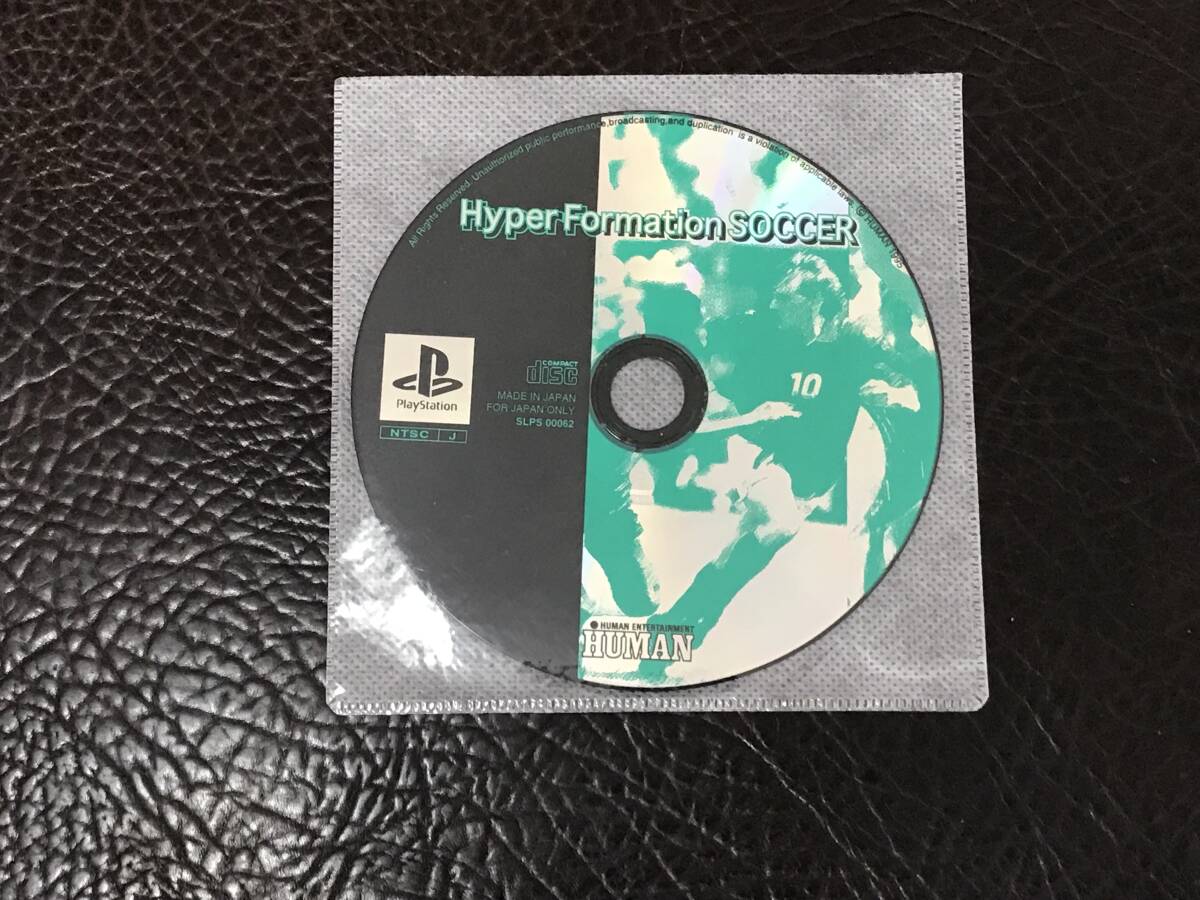 All Rights Reserved. Unauthorized public performance,broadcasting,and duplication is a violation of applicable laws. © HUMAN 1995
Hyper Formation SOCCER
PlayStation
NTSC J
COMPACT
disc
MADE IN JAPAN
FOR JAPAN ONLY
SLPS 00062
10
HUMAN ENTERTAINMENT
HUMAN